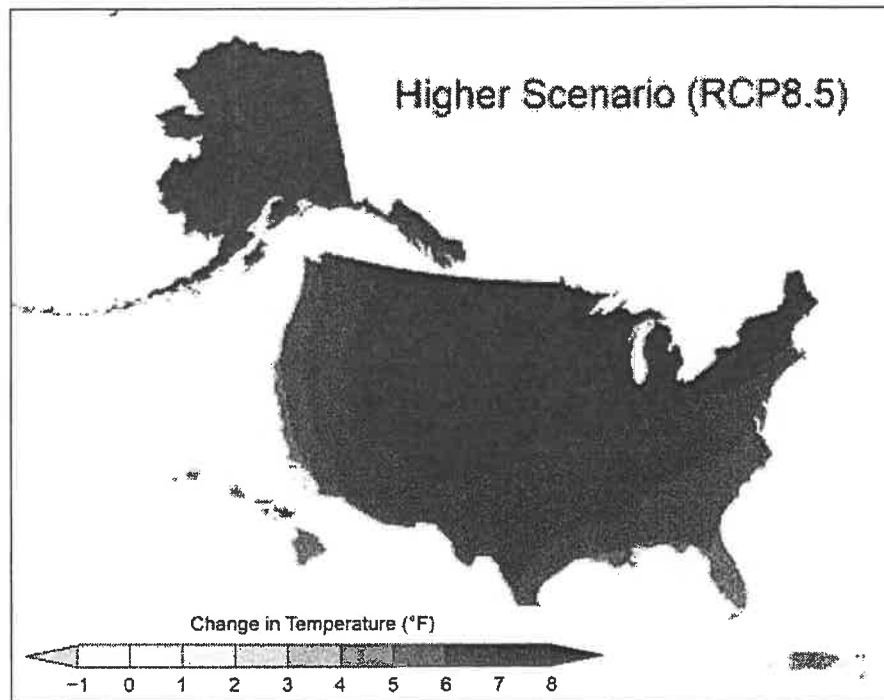 Higher Scenario (RCP8.5)
Change in Temperature (°F)
−1 0 1 2 3 4 5 6 7 8